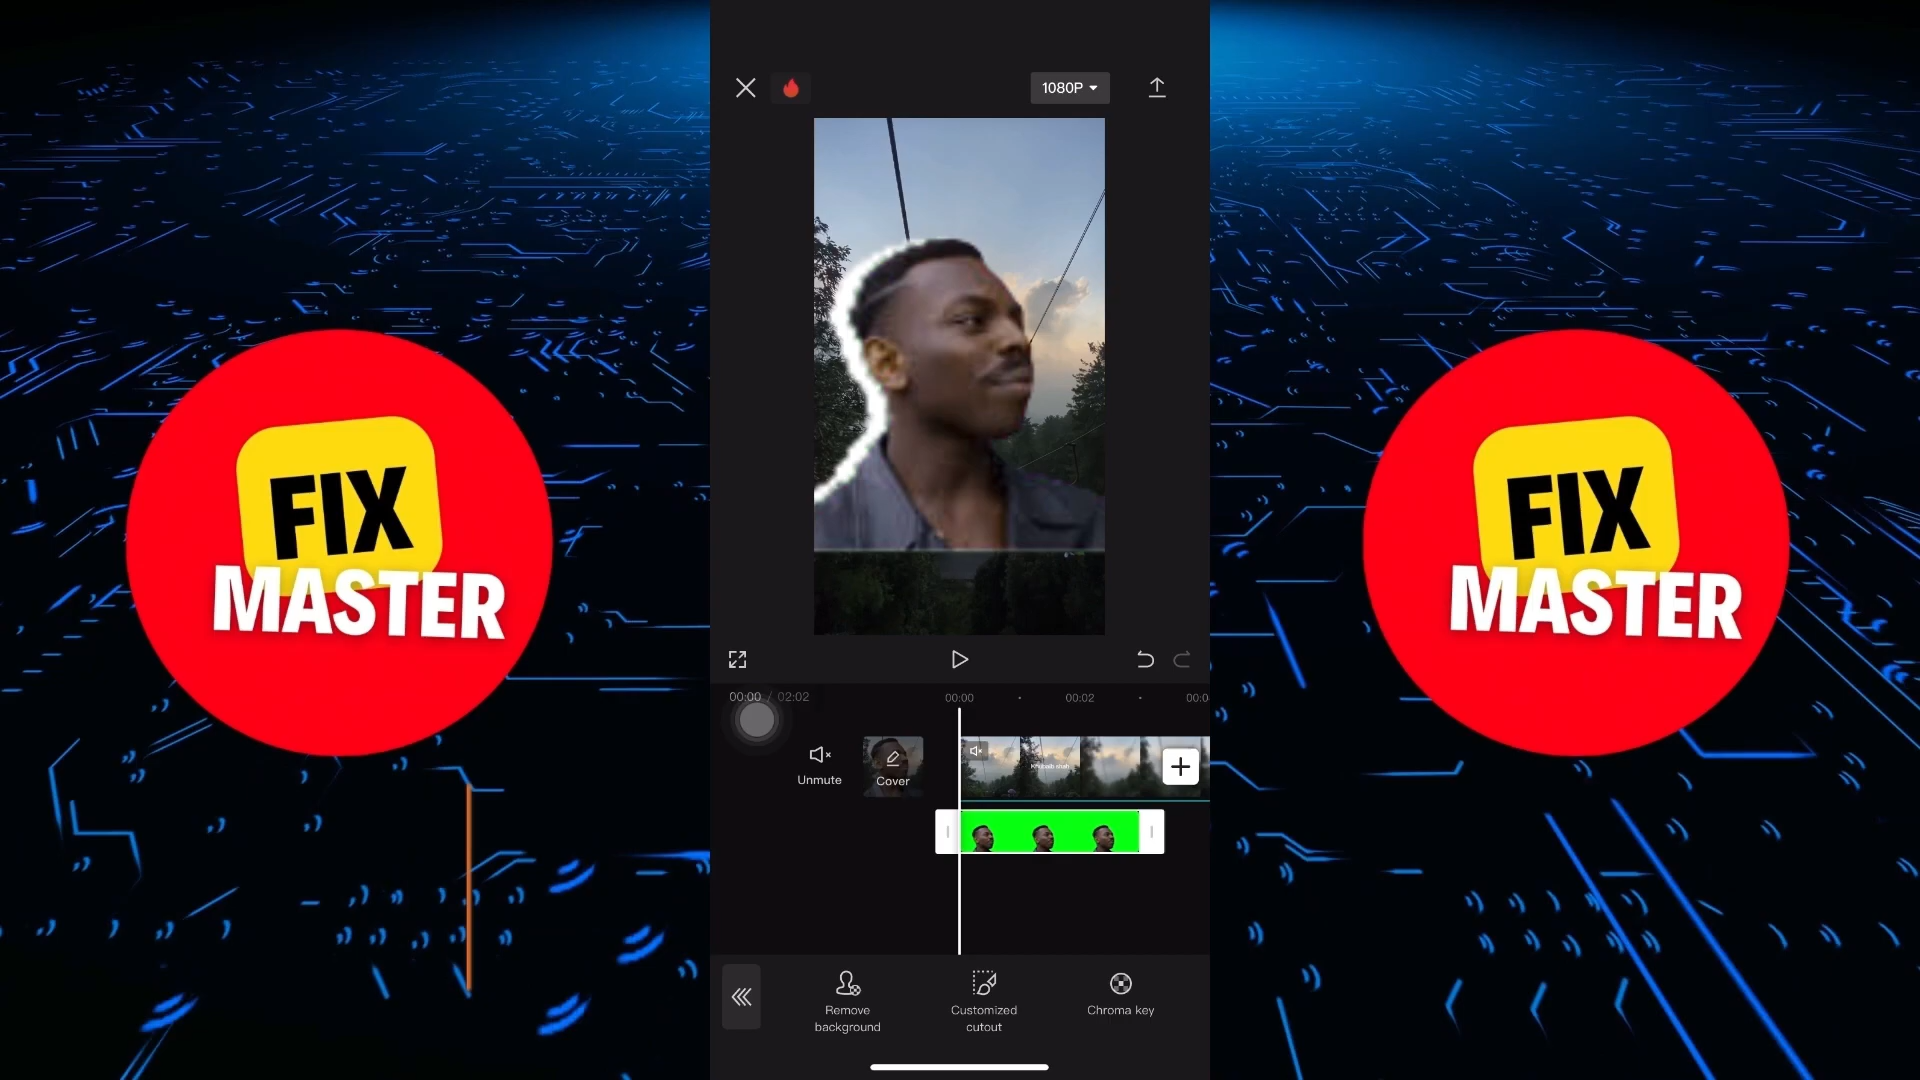 1080P
FIX
MASTER
FIX
MASTER
00:00 / 02:02
00:00
00:02
Unmute
Cover
Remove
background
Customized
cutout
Chroma key